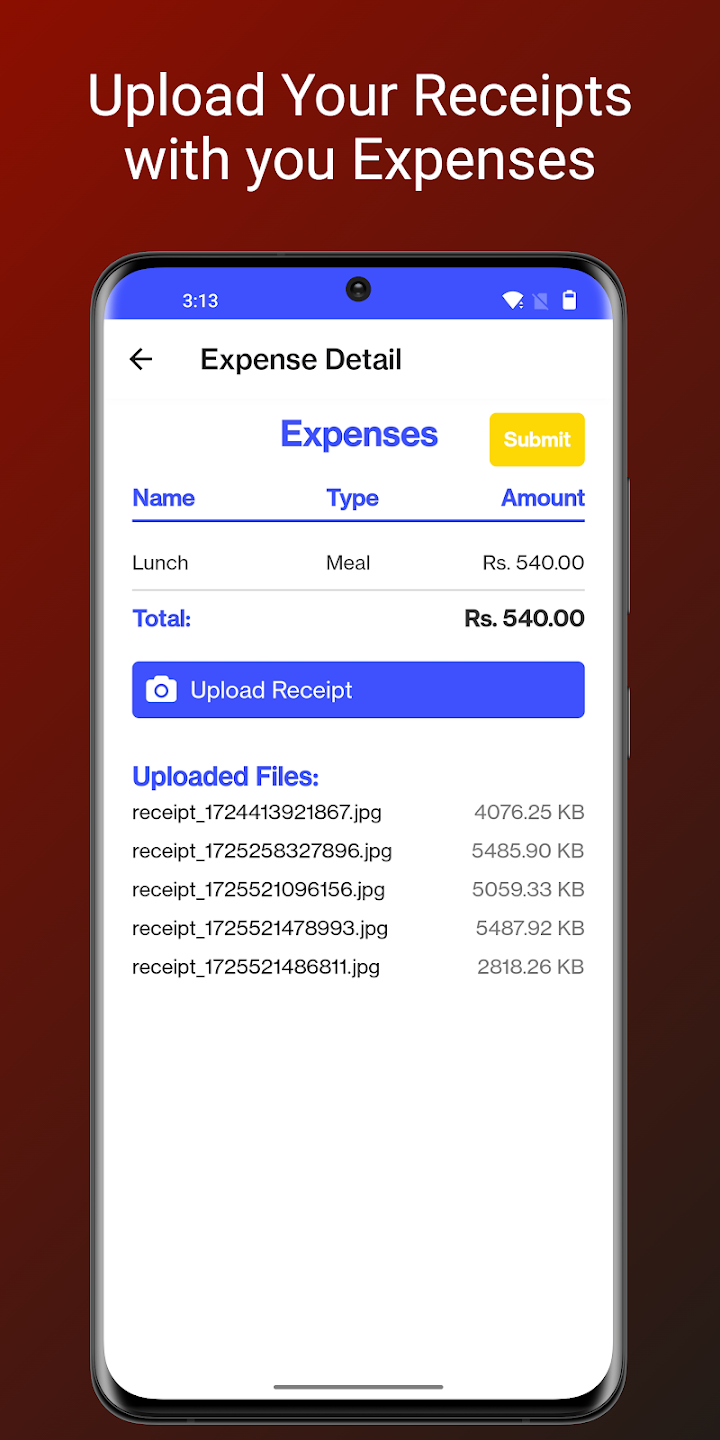 Upload Your Receipts
with you Expenses
3:13
Expense Detail
Expenses
Submit
Name Type Amount
Lunch Meal Rs. 540.00
Total: Rs. 540.00
Upload Receipt
Uploaded Files:
receipt_1724413921867.jpg 4076.25 KB
receipt_1725258327896.jpg 5485.90 KB
receipt_1725521096156.jpg 5059.33 KB
receipt_1725521478993.jpg 5487.92 KB
receipt_1725521486811.jpg 2818.26 KB